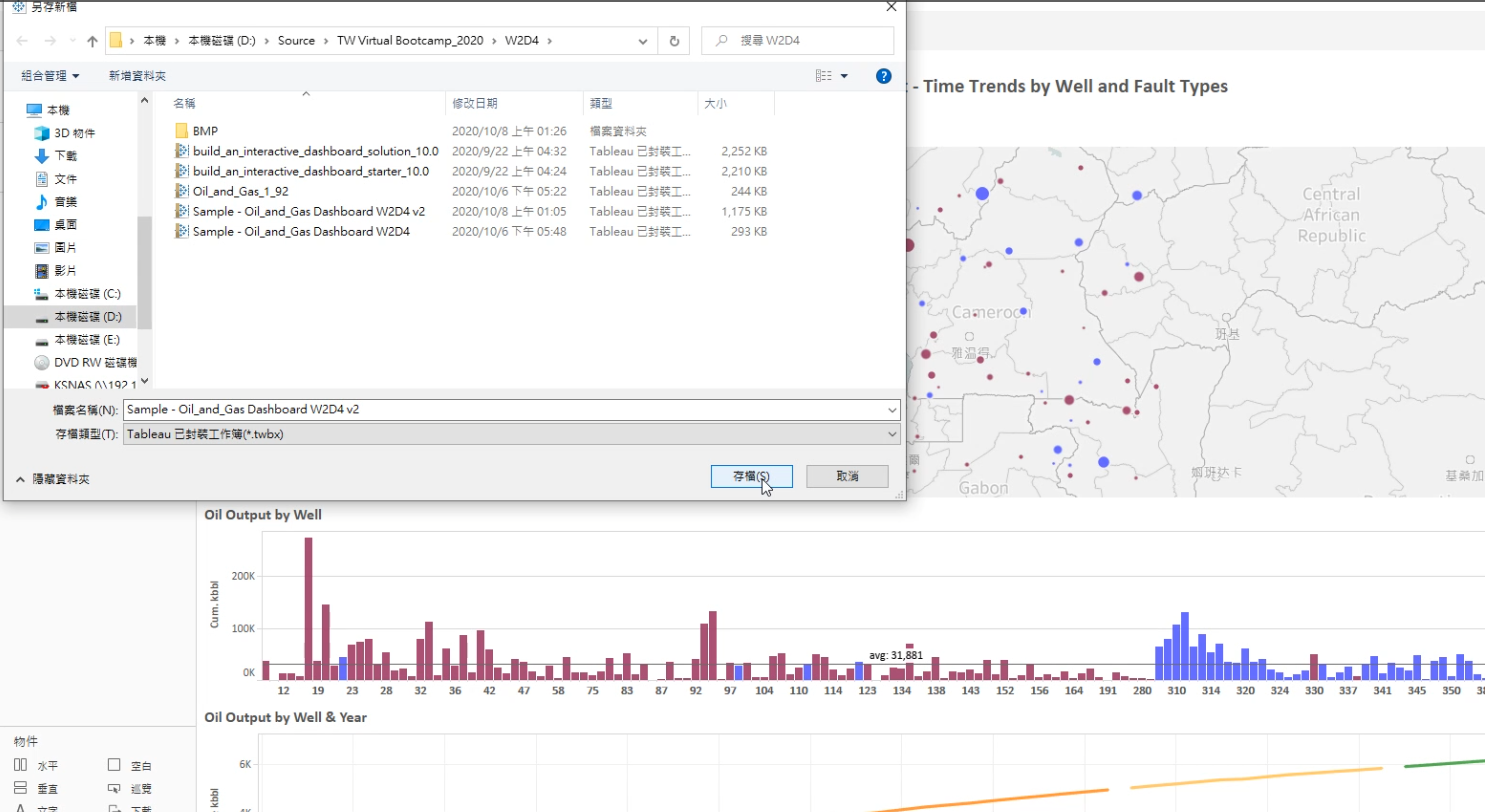 另存新檔
本機 › 本機磁碟 (D:) › Source › TW Virtual Bootcamp_2020 › W2D4 ›
搜尋 W2D4
組合管理
新增資料夾
- Time Trends by Well and Fault Types
本機
3D 物件
下載
文件
音樂
桌面
圖片
影片
本機磁碟 (C:)
本機磁碟 (D:)
本機磁碟 (E:)
DVD RW 磁碟機
KSNAS (\\192.1
名稱 修改日期 類型 大小
BMP 2020/10/8 上午 01:26 檔案資料夾
build_an_interactive_dashboard_solution_10.0 2020/9/22 上午 04:32 Tableau 已封裝工... 2,252 KB
build_an_interactive_dashboard_starter_10.0 2020/9/22 上午 04:24 Tableau 已封裝工... 2,210 KB
Oil_and_Gas_1_92 2020/10/6 下午 05:22 Tableau 已封裝工... 244 KB
Sample - Oil_and_Gas Dashboard W2D4 v2 2020/10/8 上午 01:05 Tableau 已封裝工... 1,175 KB
Sample - Oil_and_Gas Dashboard W2D4 2020/10/6 下午 05:48 Tableau 已封裝工... 293 KB
檔案名稱(N): Sample - Oil_and_Gas Dashboard W2D4 v2
存檔類型(T): Tableau 已封裝工作簿(*.twbx)
隱藏資料夾
存檔(S)
取消
Central
African
Republic
Cameroon
雅温得
班基
姆班达卡
基桑加
Gabon
Oil Output by Well
Cum. kbbl
200K
100K
0K
avg: 31,881
12 19 23 28 32 36 42 47 58 75 83 87 92 97 104 110 114 123 134 138 143 152 156 164 191 280 310 314 320 324 330 337 341 345 350
Oil Output by Well & Year
6K
4K
kbbl
物件
水平
空白
垂直
巡覽
文字
下載